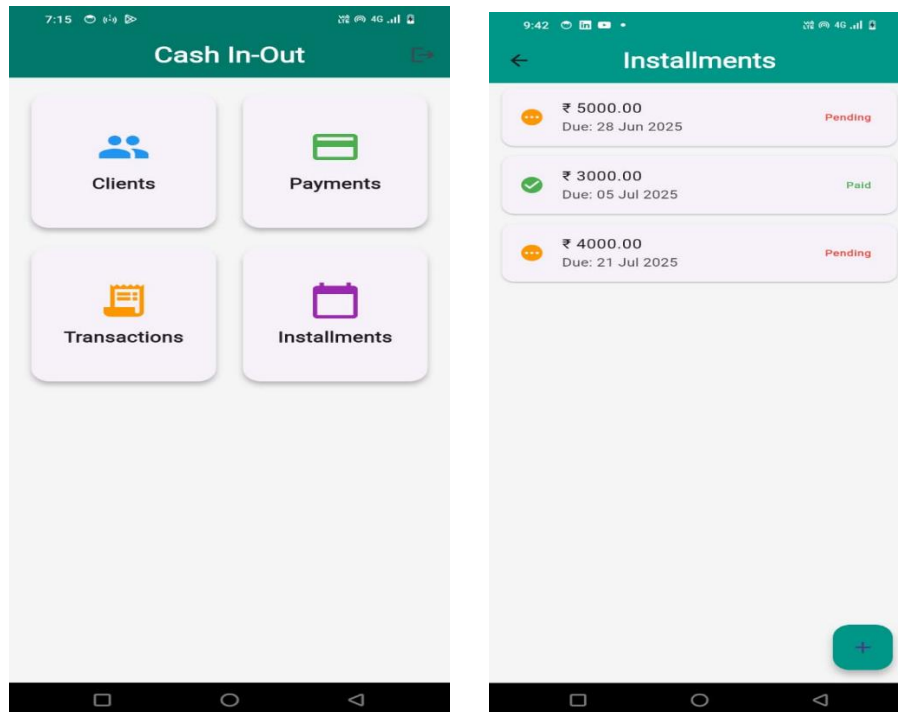 7:15
4G
Cash In-Out
Clients
Payments
Transactions
Installments
9:42
in
4G
Installments
₹ 5000.00
Due: 28 Jun 2025
Pending
₹ 3000.00
Due: 05 Jul 2025
Paid
₹ 4000.00
Due: 21 Jul 2025
Pending